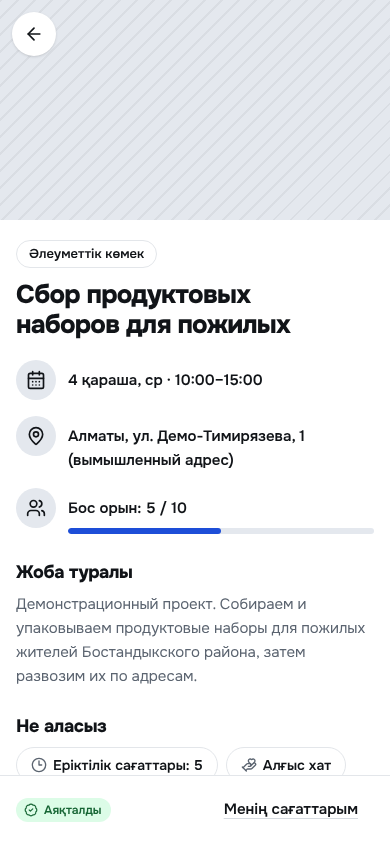 Әлеуметтік көмек
Сбор продуктовых
наборов для пожилых
4 қараша, ср · 10:00–15:00
Алматы, ул. Демо-Тимирязева, 1
(вымышленный адрес)
Бос орын: 5 / 10
Жоба туралы
Демонстрационный проект. Собираем и
упаковываем продуктовые наборы для пожилых
жителей Бостандыкского района, затем
развозим их по адресам.
Не аласыз
Еріктілік сағаттары: 5
Алғыс хат
Аяқталды
Менің сағаттарым